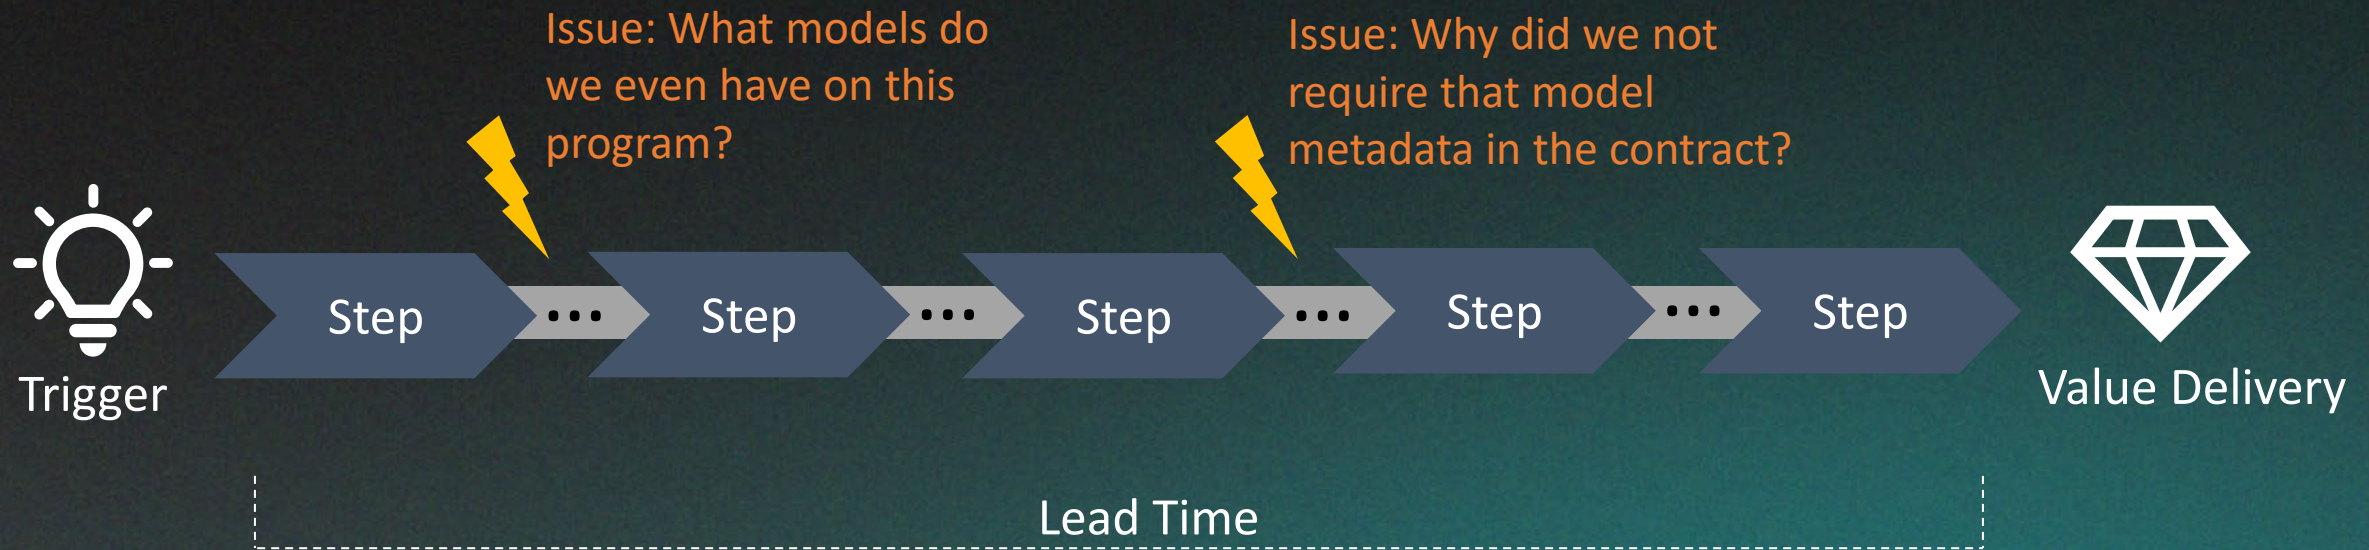 Issue: What models do
we even have on this
program?
Issue: Why did we not
require that model
metadata in the contract?
Trigger
Step
...
Step
...
Step
...
Step
...
Step
Value Delivery
Lead Time